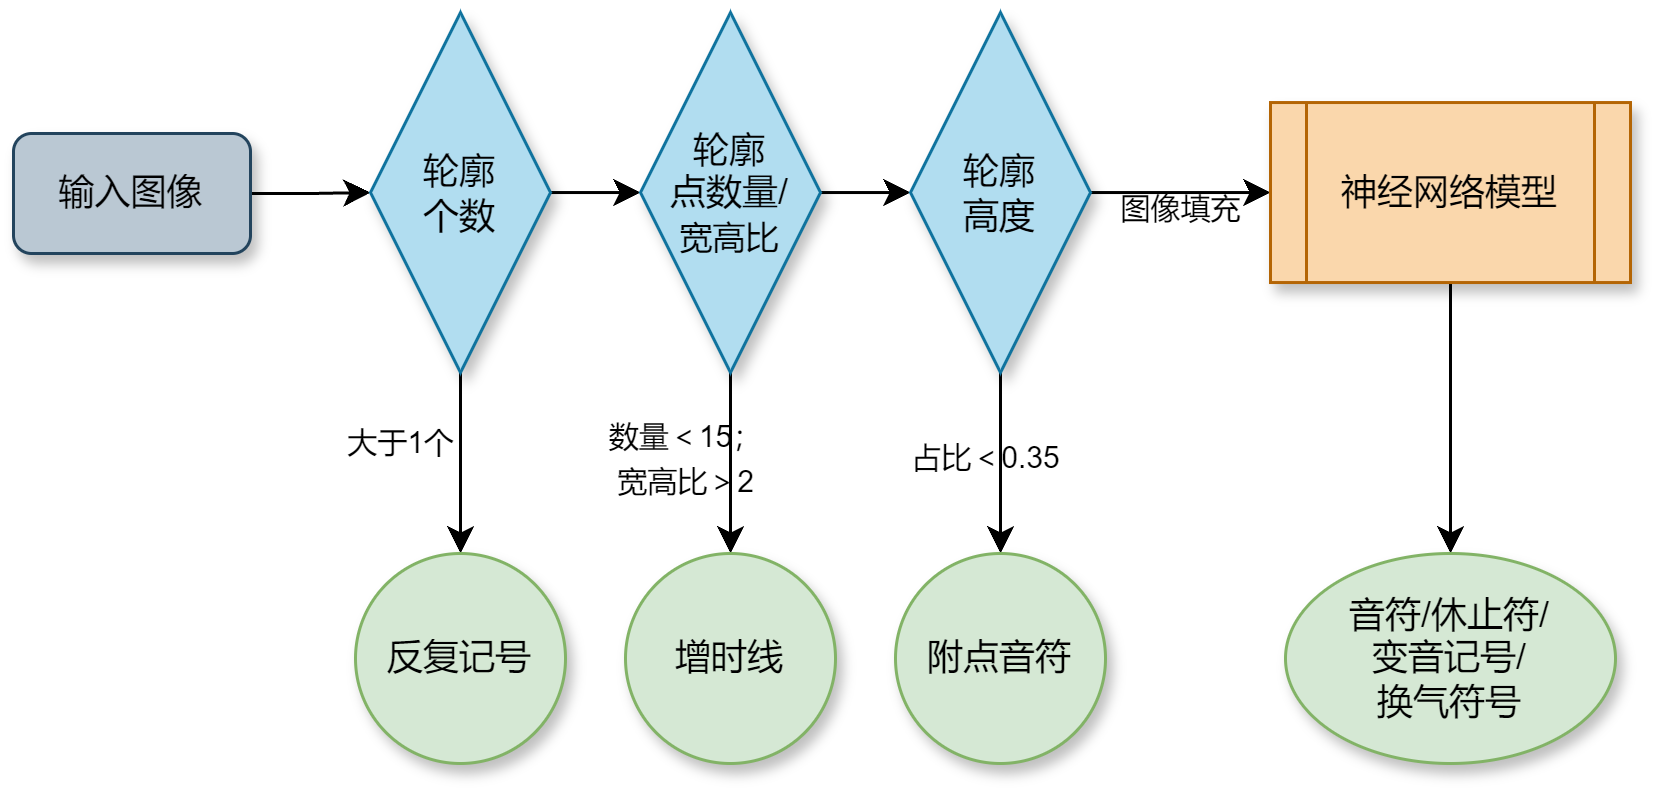 输入图像
轮廓
个数
轮廓
点数量/
宽高比
轮廓
高度
图像填充
神经网络模型
大于1个
数量 < 15；
宽高比 > 2
占比 < 0.35
反复记号
增时线
附点音符
音符/休止符/
变音记号/
换气符号